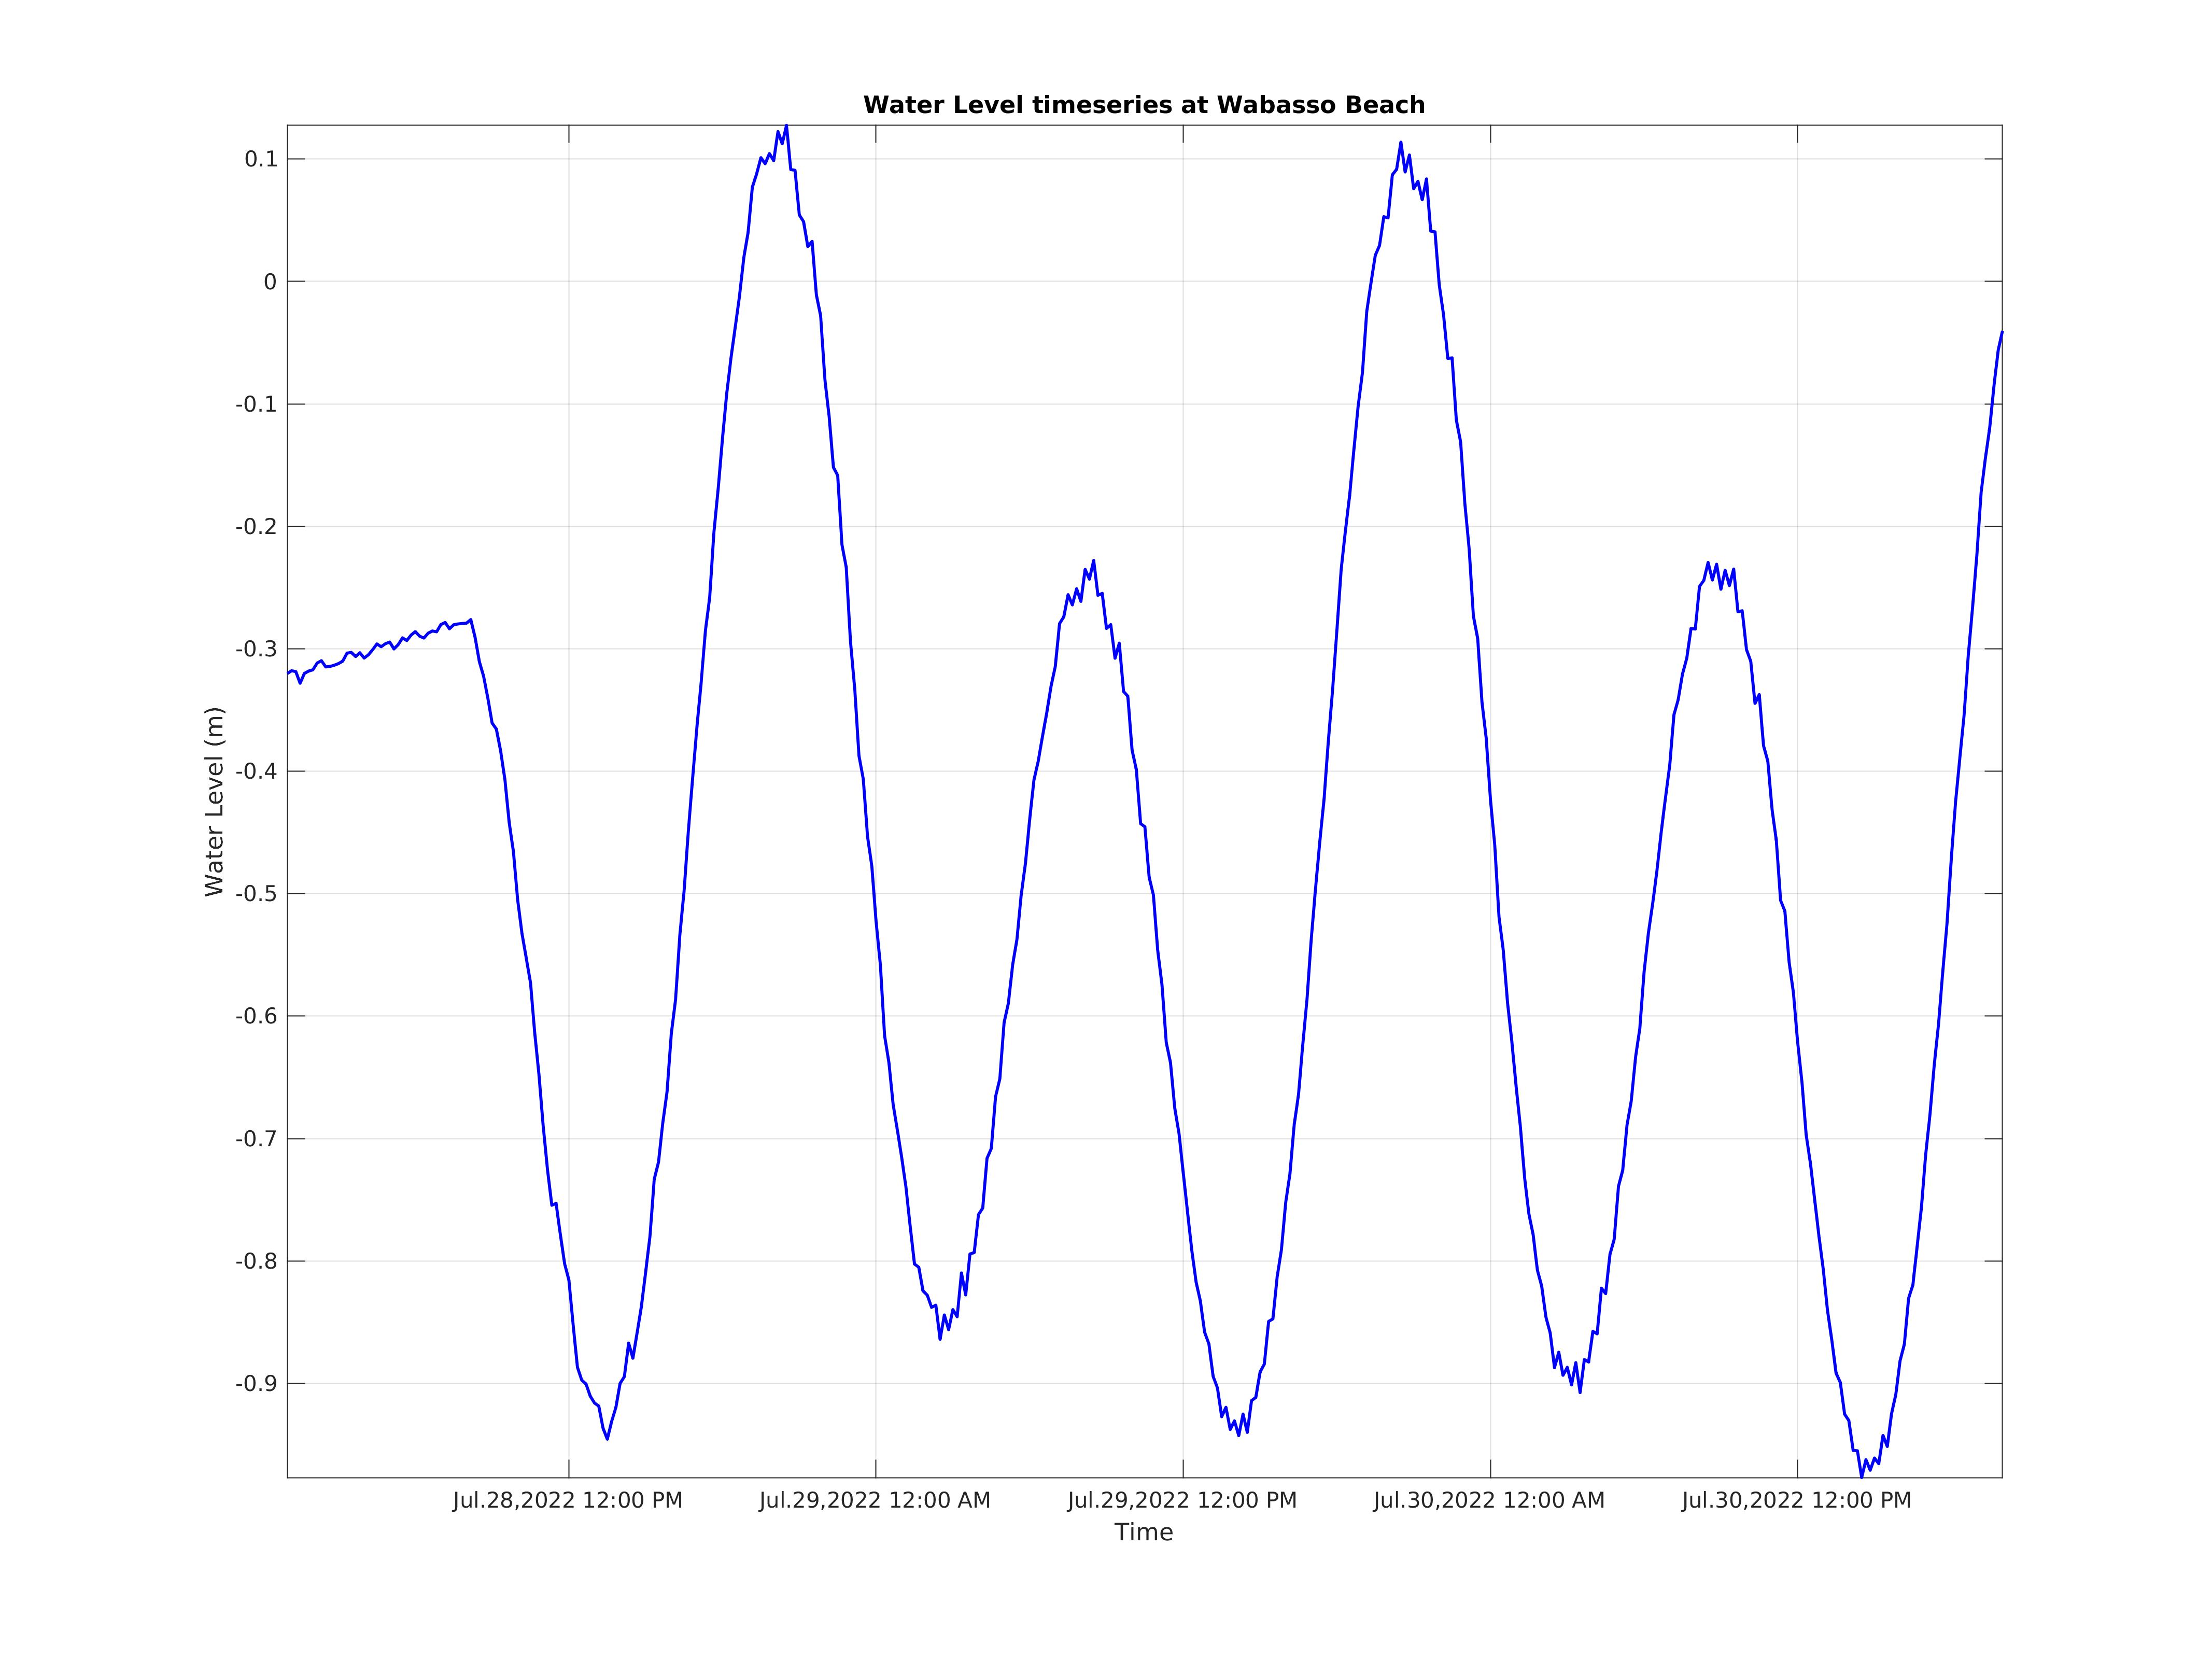 Water Level timeseries at Wabasso Beach
0.1
0
-0.1
-0.2
-0.3
-0.4
-0.5
-0.6
-0.7
-0.8
-0.9
Water Level (m)
Jul.28,2022 12:00 PM
Jul.29,2022 12:00 AM
Jul.29,2022 12:00 PM
Jul.30,2022 12:00 AM
Jul.30,2022 12:00 PM
Time